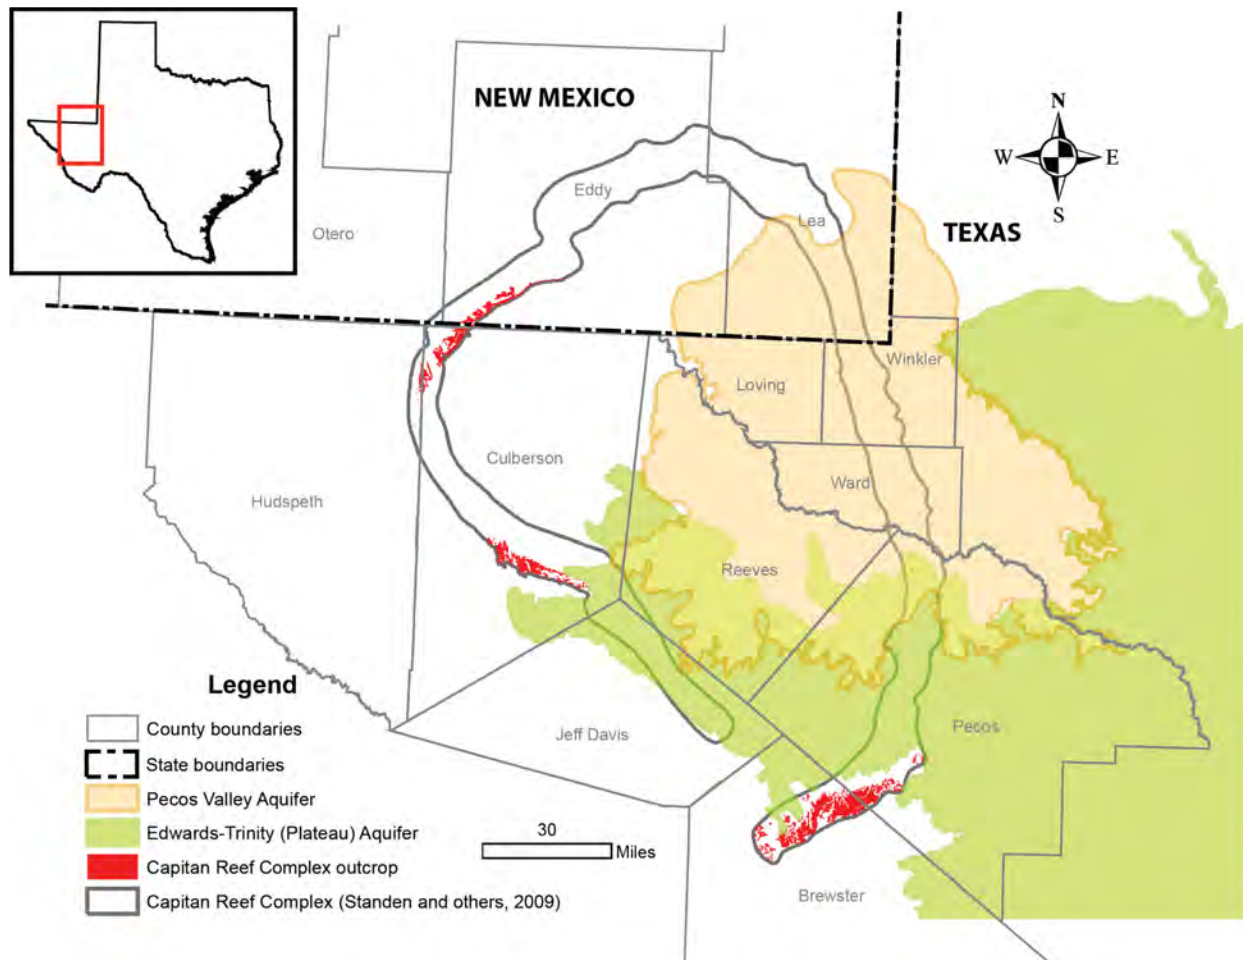 NEW MEXICO
N
W
E
S
Eddy
Lea
Otero
TEXAS
Winkler
Loving
Culberson
Ward
Hudspeth
Reeves
Legend
County boundaries
State boundaries
Pecos Valley Aquifer
Edwards-Trinity (Plateau) Aquifer
Capitan Reef Complex outcrop
Capitan Reef Complex (Standen and others, 2009)
Jeff Davis
Pecos
30
Miles
Brewster